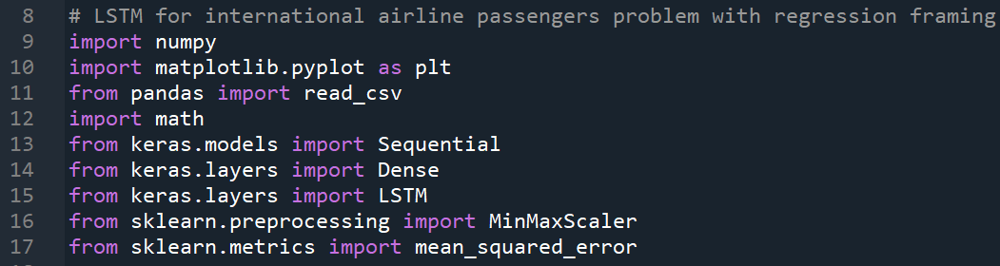 8 # LSTM for international airline passengers problem with regression framing
9 import numpy
10 import matplotlib.pyplot as plt
11 from pandas import read_csv
12 import math
13 from keras.models import Sequential
14 from keras.layers import Dense
15 from keras.layers import LSTM
16 from sklearn.preprocessing import MinMaxScaler
17 from sklearn.metrics import mean_squared_error